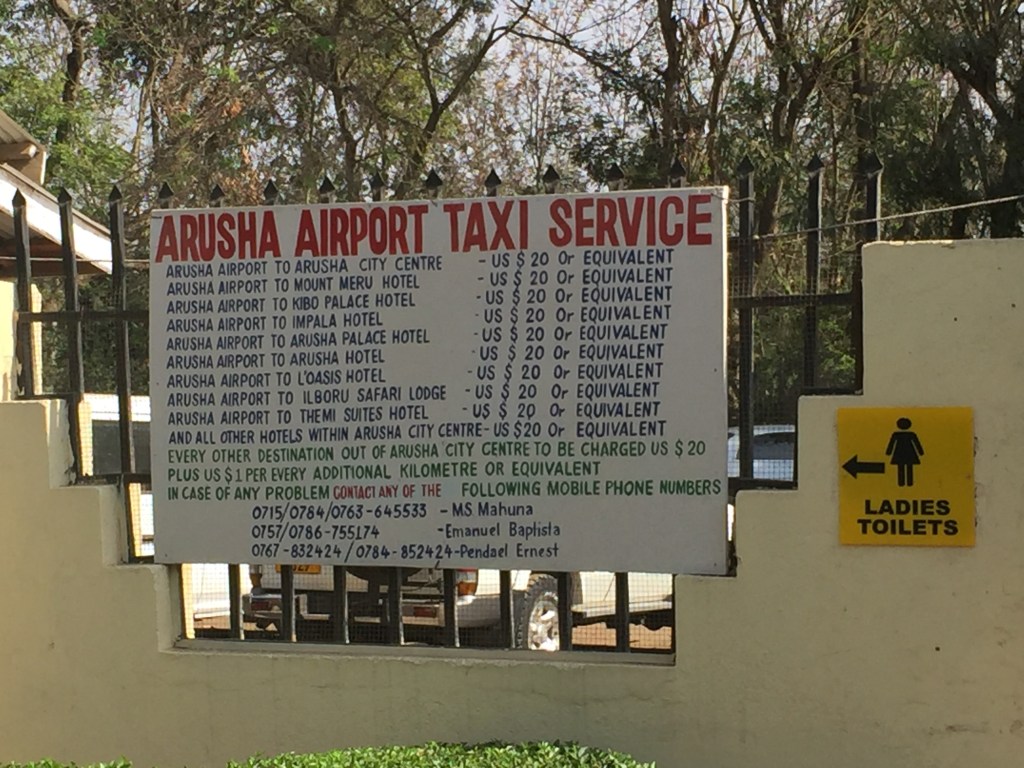 ARUSHA AIRPORT TAXI SERVICE
ARUSHA AIRPORT TO ARUSHA CITY CENTRE - US $ 20 Or EQUIVALENT
ARUSHA AIRPORT TO MOUNT MERU HOTEL - US $ 20 Or EQUIVALENT
ARUSHA AIRPORT TO KIBO PALACE HOTEL - US $ 20 Or EQUIVALENT
ARUSHA AIRPORT TO IMPALA HOTEL - US $ 20 Or EQUIVALENT
ARUSHA AIRPORT TO ARUSHA PALACE HOTEL - US $ 20 Or EQUIVALENT
ARUSHA AIRPORT TO ARUSHA HOTEL - US $ 20 Or EQUIVALENT
ARUSHA AIRPORT TO L'OASIS HOTEL - US $ 20 Or EQUIVALENT
ARUSHA AIRPORT TO ILBORU SAFARI LODGE - US $ 20 Or EQUIVALENT
ARUSHA AIRPORT TO THEMI SUITES HOTEL - US $ 20 Or EQUIVALENT
AND ALL OTHER HOTELS WITHIN ARUSHA CITY CENTRE - US $20 Or EQUIVALENT
EVERY OTHER DESTINATION OUT OF ARUSHA CITY CENTRE TO BE CHARGED US $ 20
PLUS US $ 1 PER EVERY ADDITIONAL KILOMETRE OR EQUIVALENT
IN CASE OF ANY PROBLEM CONTACT ANY OF THE FOLLOWING MOBILE PHONE NUMBERS
0715/0784/0763-645533 - MS Mahuna
0757/0786-755174 -Emanuel Baptista
0767-832424/0784-852424-Pendael Ernest
LADIES
TOILETS